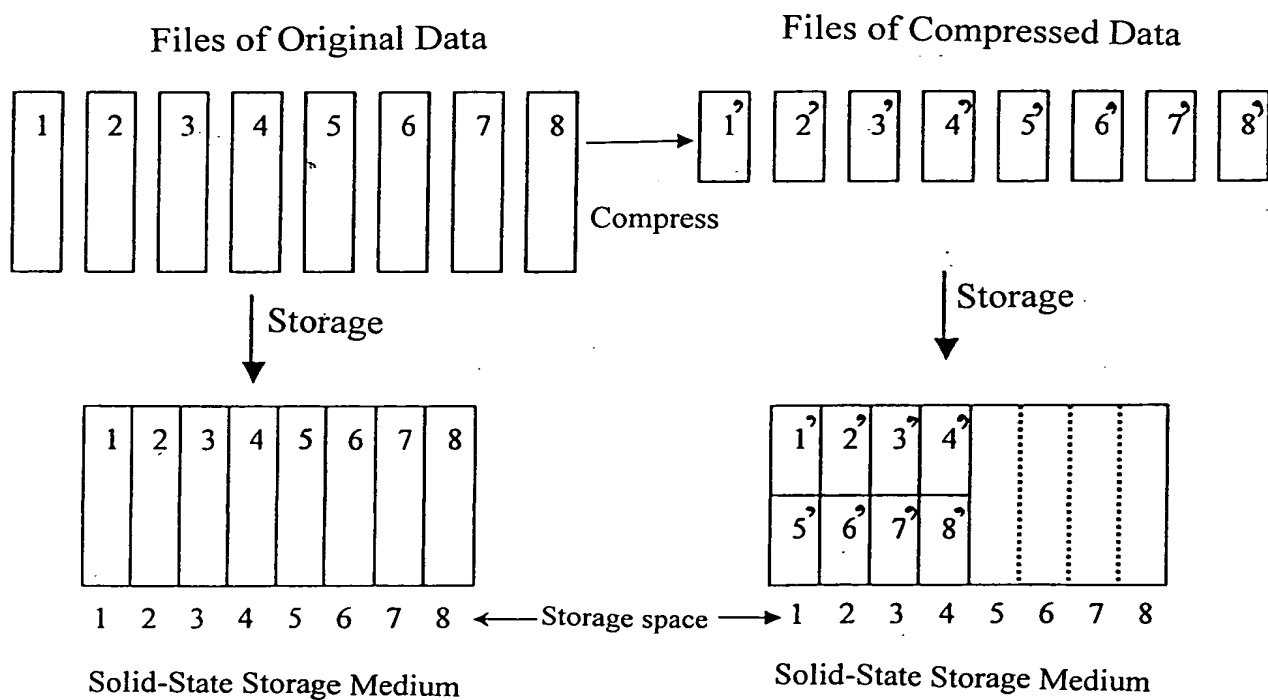 Files of Original Data
1 2 3 4 5 6 7 8
Compress
Files of Compressed Data
1’ 2’ 3’ 4’ 5’ 6’ 7’ 8’
Storage
Storage
1 2 3 4 5 6 7 8
1’ 2’ 3’ 4’
5’ 6’ 7’ 8’
1 2 3 4 5 6 7 8
Storage space
1 2 3 4 5 6 7 8
Solid-State Storage Medium
Solid-State Storage Medium